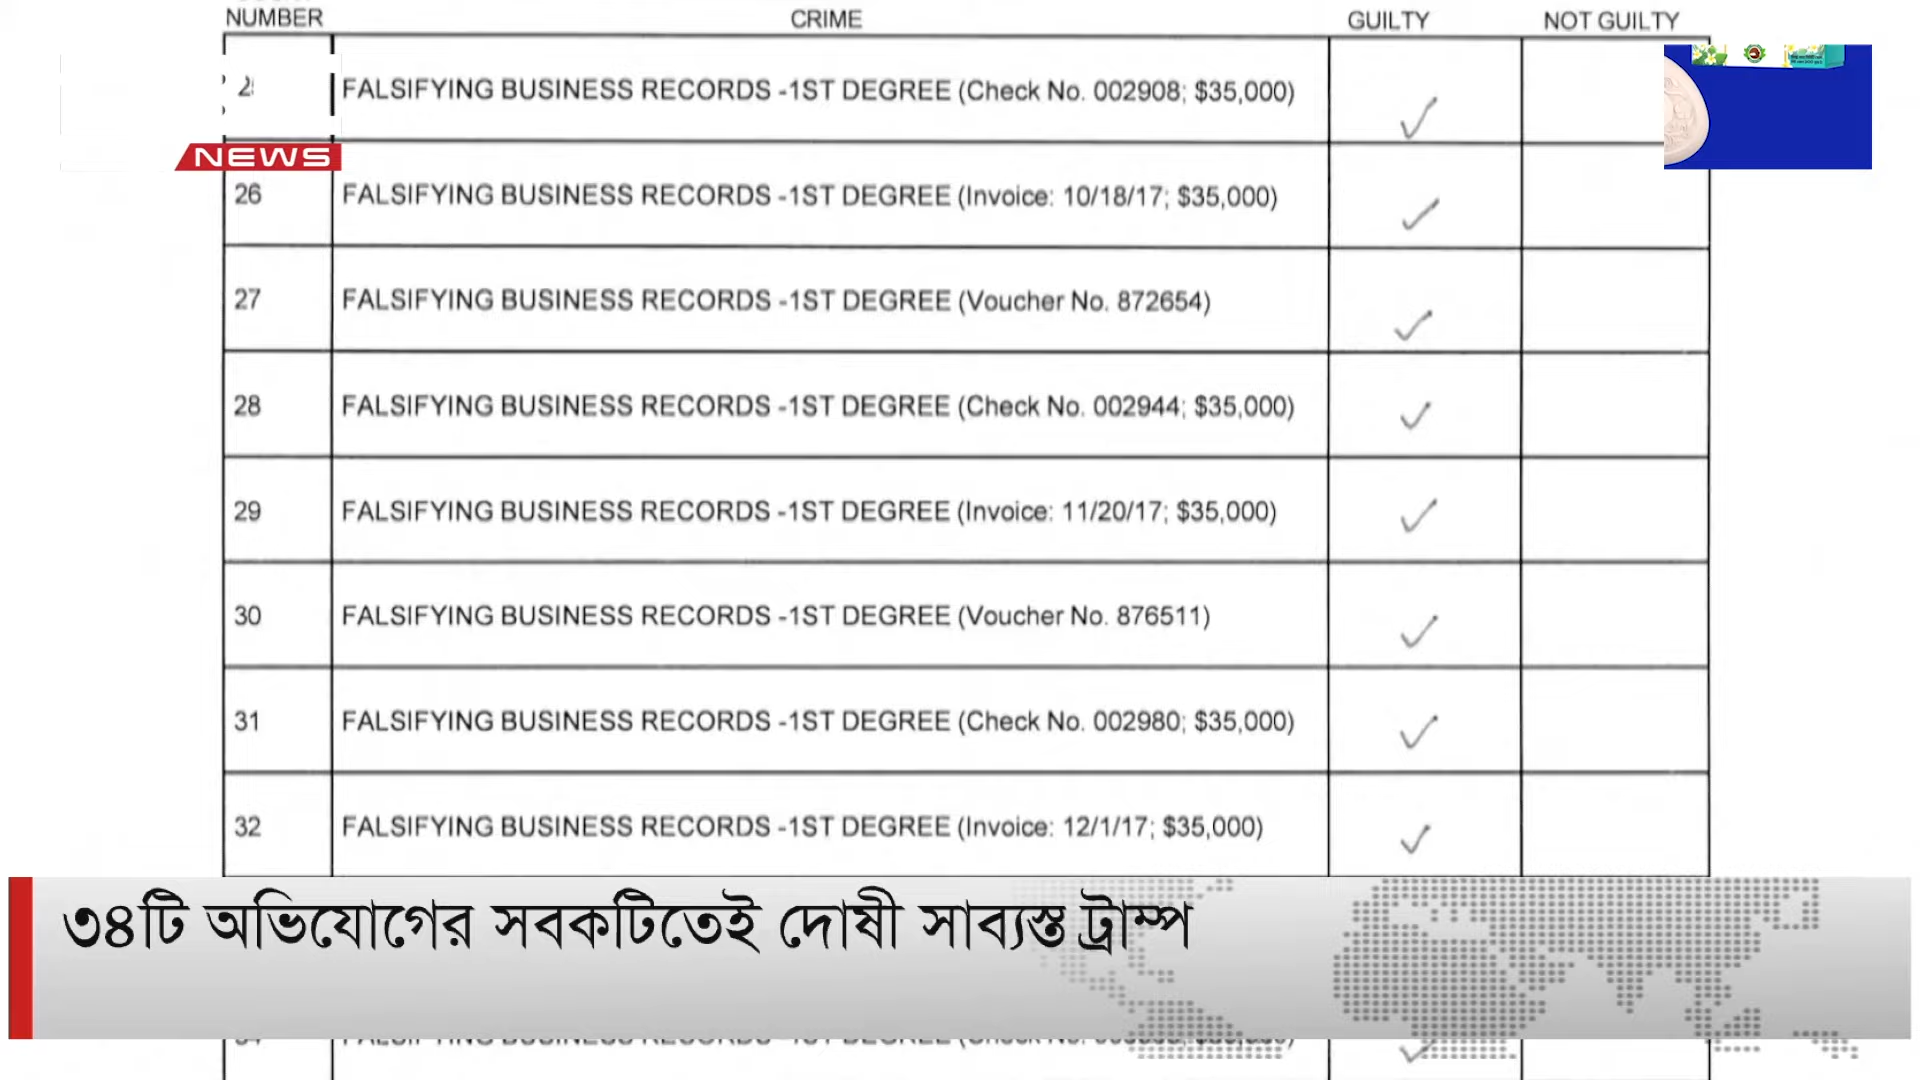 NUMBER CRIME GUILTY NOT GUILTY
FALSIFYING BUSINESS RECORDS -1ST DEGREE (Check No. 002908; $35,000)
NEWS
26 FALSIFYING BUSINESS RECORDS -1ST DEGREE (Invoice: 10/18/17; $35,000)
27 FALSIFYING BUSINESS RECORDS -1ST DEGREE (Voucher No. 872654)
28 FALSIFYING BUSINESS RECORDS -1ST DEGREE (Check No. 002944; $35,000)
29 FALSIFYING BUSINESS RECORDS -1ST DEGREE (Invoice: 11/20/17; $35,000)
30 FALSIFYING BUSINESS RECORDS -1ST DEGREE (Voucher No. 876511)
31 FALSIFYING BUSINESS RECORDS -1ST DEGREE (Check No. 002980; $35,000)
32 FALSIFYING BUSINESS RECORDS -1ST DEGREE (Invoice: 12/1/17; $35,000)
৩৪টি অভিযোগের সবকটিতেই দোষী সাব্যস্ত ট্রাম্প